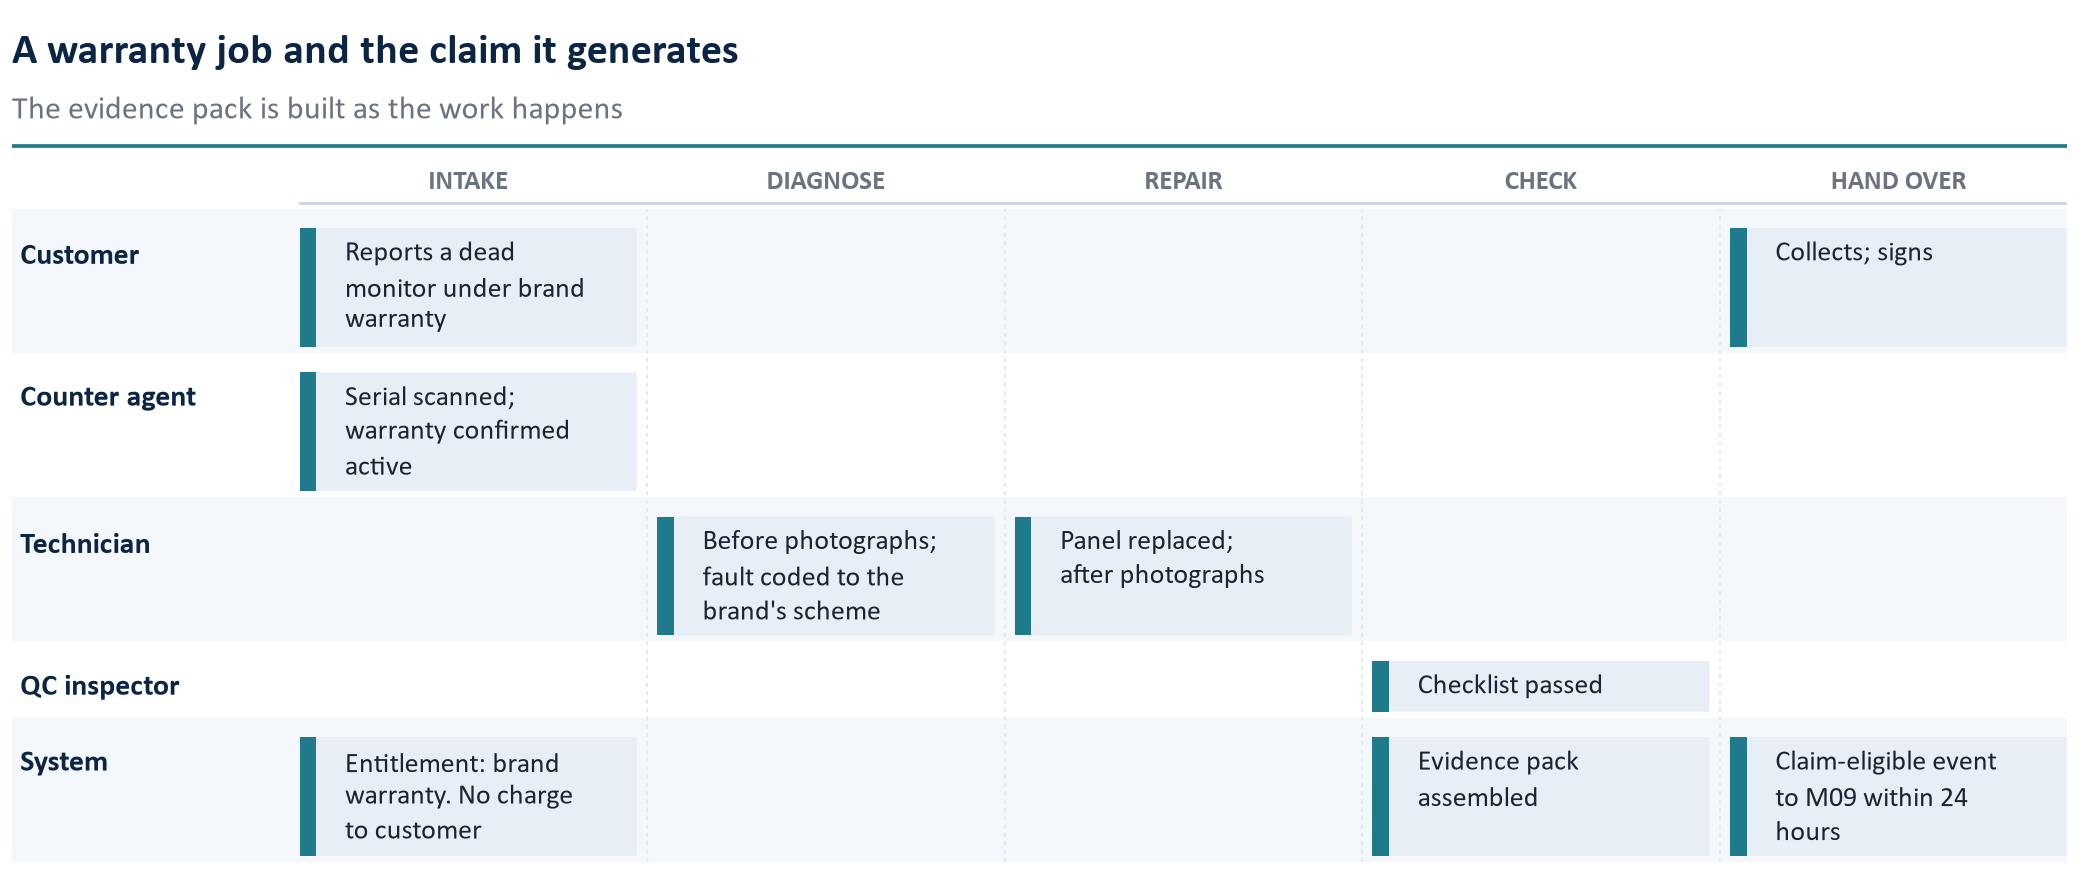 A warranty job and the claim it generates
The evidence pack is built as the work happens
INTAKE DIAGNOSE REPAIR CHECK HAND OVER
Customer
Reports a dead
monitor under brand
warranty
Collects; signs
Counter agent
Serial scanned;
warranty confirmed
active
Technician
Before photographs;
fault coded to the
brand's scheme
Panel replaced;
after photographs
QC inspector
Checklist passed
System
Entitlement: brand
warranty. No charge
to customer
Evidence pack
assembled
Claim-eligible event
to M09 within 24
hours